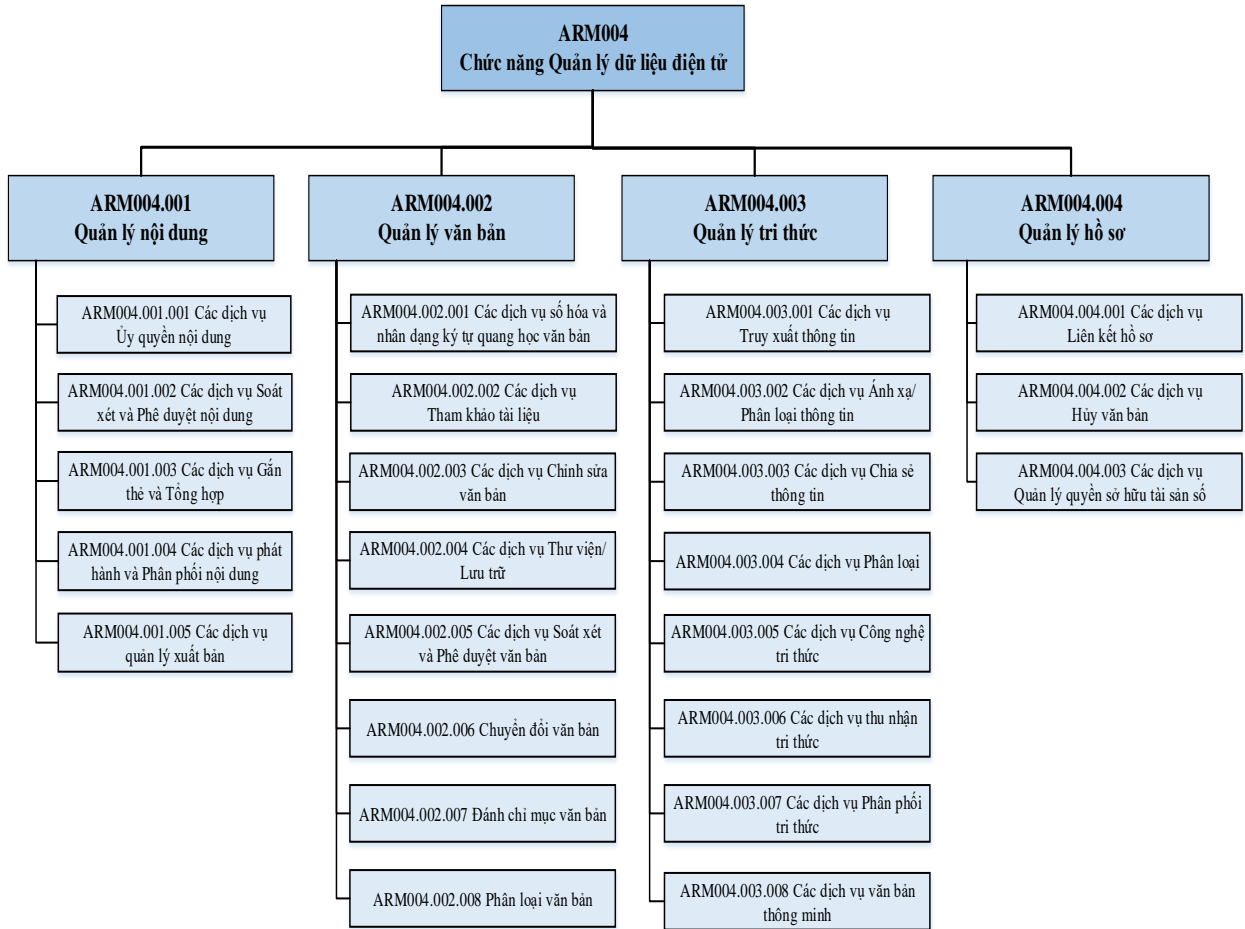 ARM004
Chức năng Quản lý dữ liệu điện tử
ARM004.001
Quản lý nội dung
ARM004.001.001 Các dịch vụ
Ủy quyền nội dung
ARM004.001.002 Các dịch vụ Soát
xét và Phê duyệt nội dung
ARM004.001.003 Các dịch vụ Gắn
thẻ và Tổng hợp
ARM004.001.004 Các dịch vụ phát
hành và Phân phối nội dung
ARM004.001.005 Các dịch vụ
quản lý xuất bản
ARM004.002
Quản lý văn bản
ARM004.002.001 Các dịch vụ số hóa và
nhân dạng ký tự quang học văn bản
ARM004.002.002 Các dịch vụ
Tham khảo tài liệu
ARM004.002.003 Các dịch vụ Chỉnh sửa
văn bản
ARM004.002.004 Các dịch vụ Thư viện/
Lưu trữ
ARM004.002.005 Các dịch vụ Soát xét
và Phê duyệt văn bản
ARM004.002.006 Chuyển đổi văn bản
ARM004.002.007 Đánh chỉ mục văn bản
ARM004.002.008 Phân loại văn bản
ARM004.003
Quản lý tri thức
ARM004.003.001 Các dịch vụ
Truy xuất thông tin
ARM004.003.002 Các dịch vụ Ánh xạ/
Phân loại thông tin
ARM004.003.003 Các dịch vụ Chia sẻ
thông tin
ARM004.003.004 Các dịch vụ Phân loại
ARM004.003.005 Các dịch vụ Công nghệ
tri thức
ARM004.003.006 Các dịch vụ thu nhận
tri thức
ARM004.003.007 Các dịch vụ Phân phối
tri thức
ARM004.003.008 Các dịch vụ văn bản
thông minh
ARM004.004
Quản lý hồ sơ
ARM004.004.001 Các dịch vụ
Liên kết hồ sơ
ARM004.004.002 Các dịch vụ
Hủy văn bản
ARM004.004.003 Các dịch vụ
Quản lý quyền sở hữu tài sản số